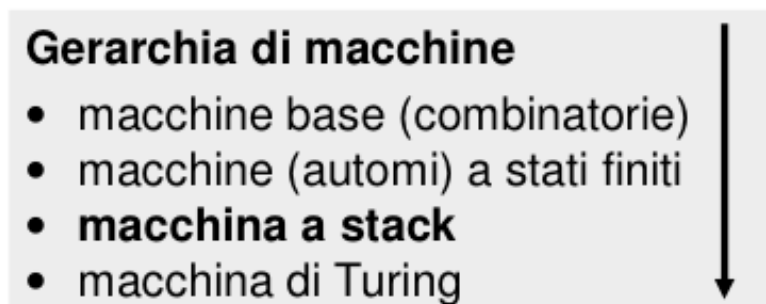 Gerarchia di macchine
• macchine base (combinatorie)
• macchine (automi) a stati finiti
• macchina a stack
• macchina di Turing